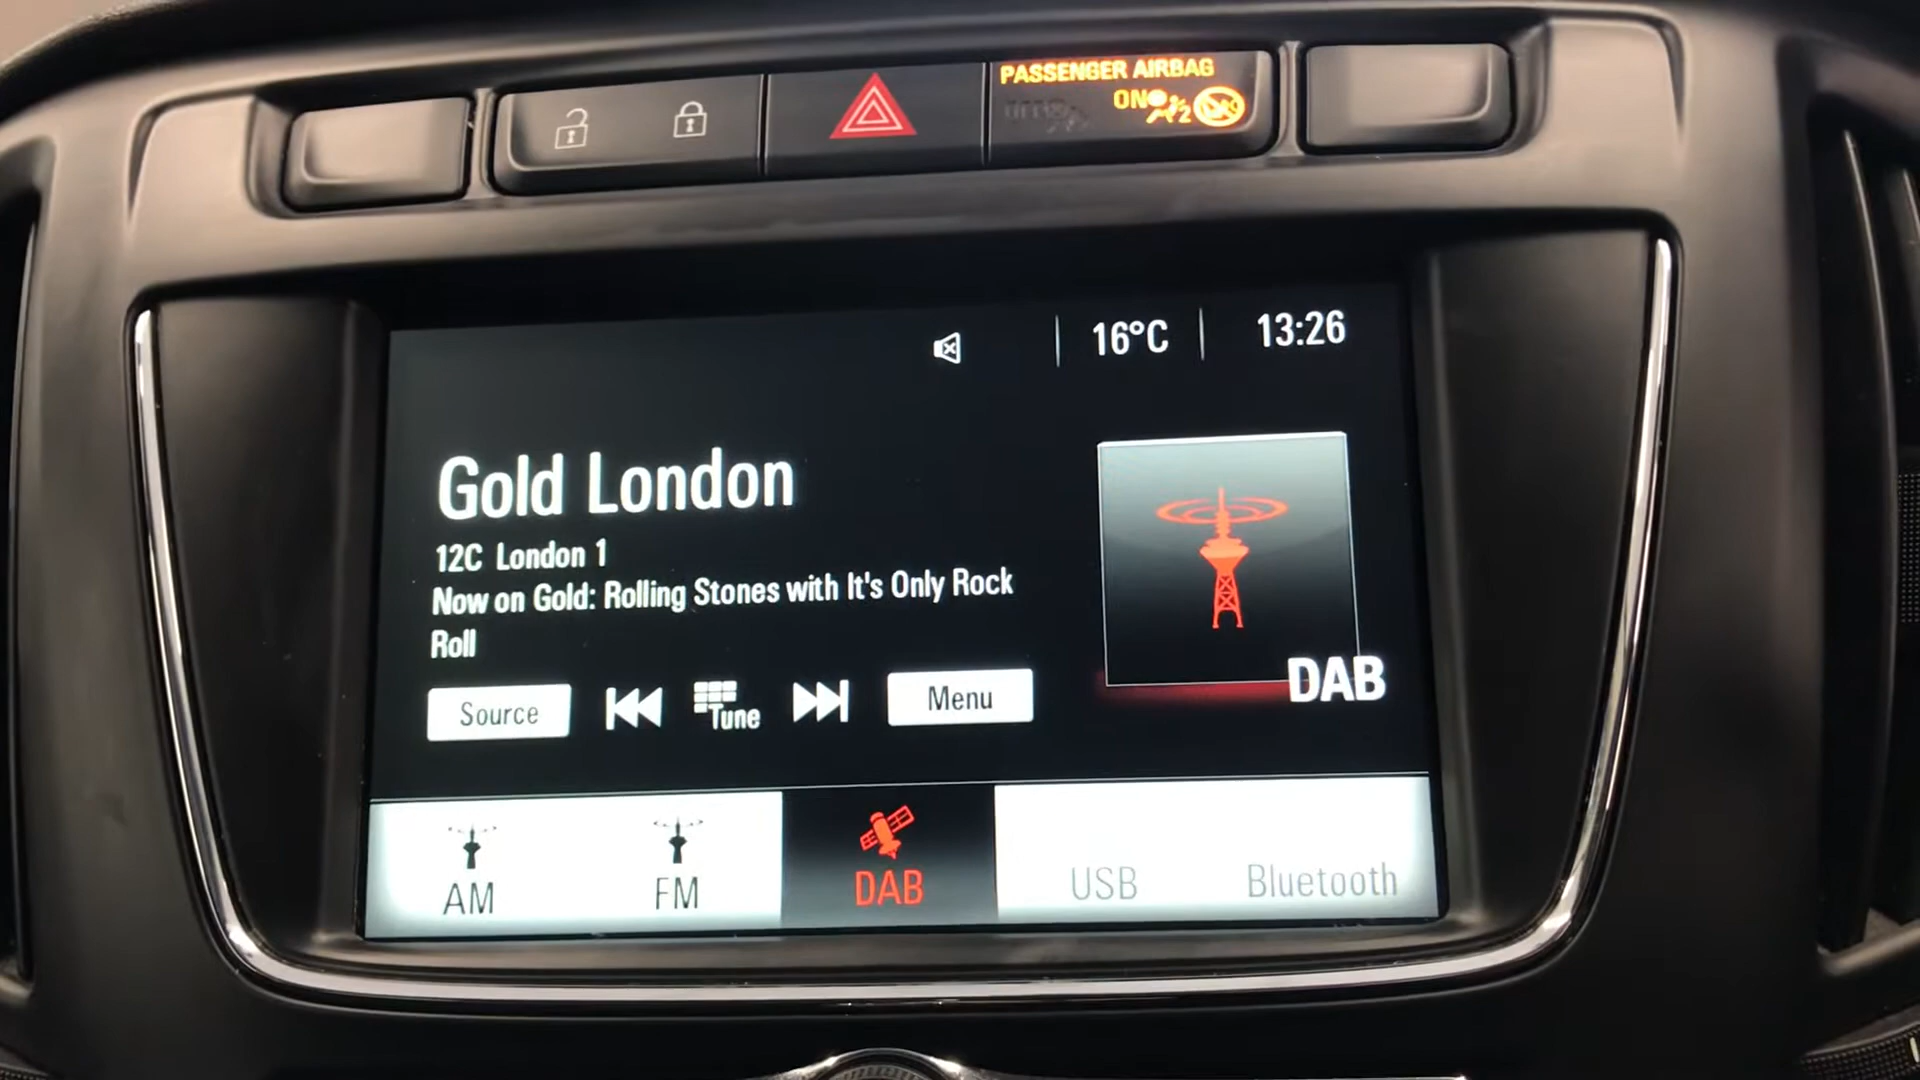 PASSENGER AIRBAG
ON
16°C
13:26
Gold London
12C London 1
Now on Gold: Rolling Stones with It's Only Rock
Roll
Source
Tune
Menu
DAB
AM
FM
DAB
USB
Bluetooth